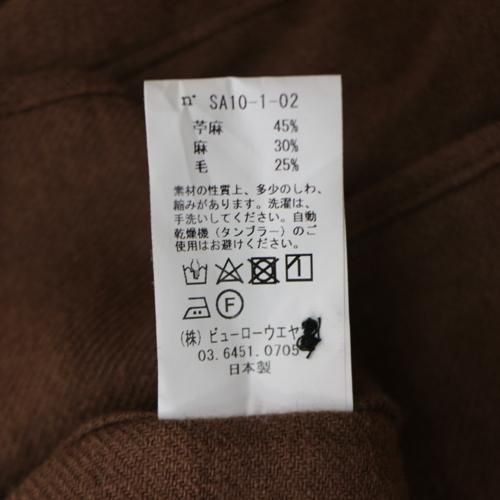 n° SA10-1-02
苧麻 45%
麻 30%
毛 25%
素材の性質上、多少のしわ、
縮みがあります。洗濯は、
手洗いしてください。自動
乾燥機（タンブラー）のご
使用はお避けください。
F
(株) ビューローウエヤ
03.6451.0705
日本製